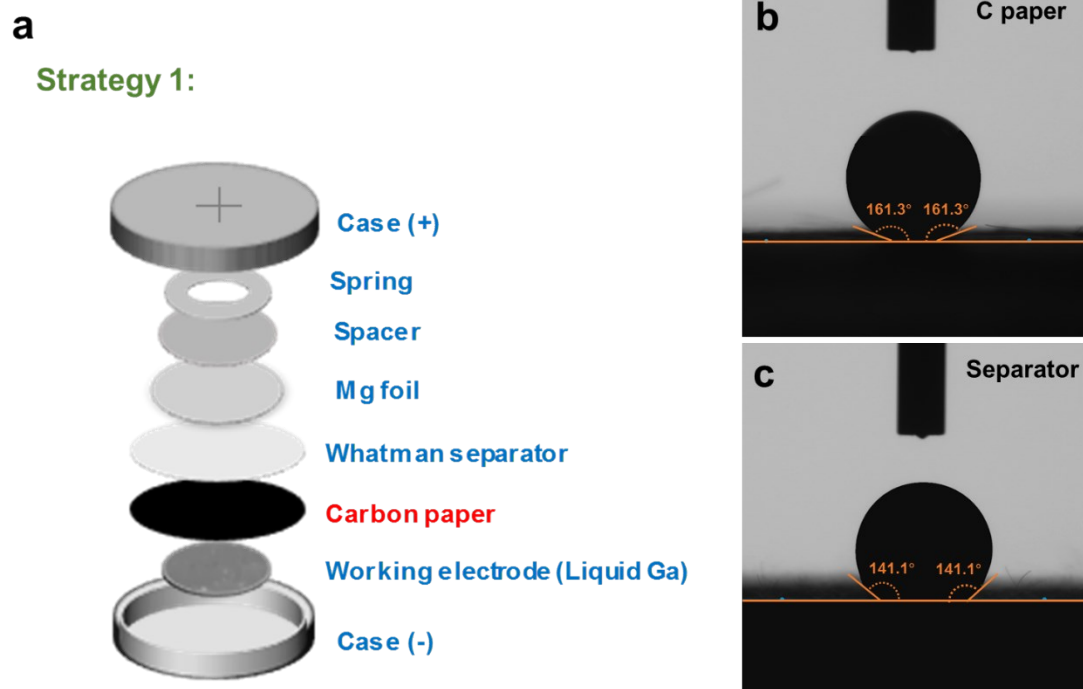 a
Strategy 1:
Case (+)
Spring
Spacer
Mg foil
Whatman separator
Carbon paper
Working electrode (Liquid Ga)
Case (-)
b
C paper
161.3° 161.3°
c
Separator
141.1° 141.1°